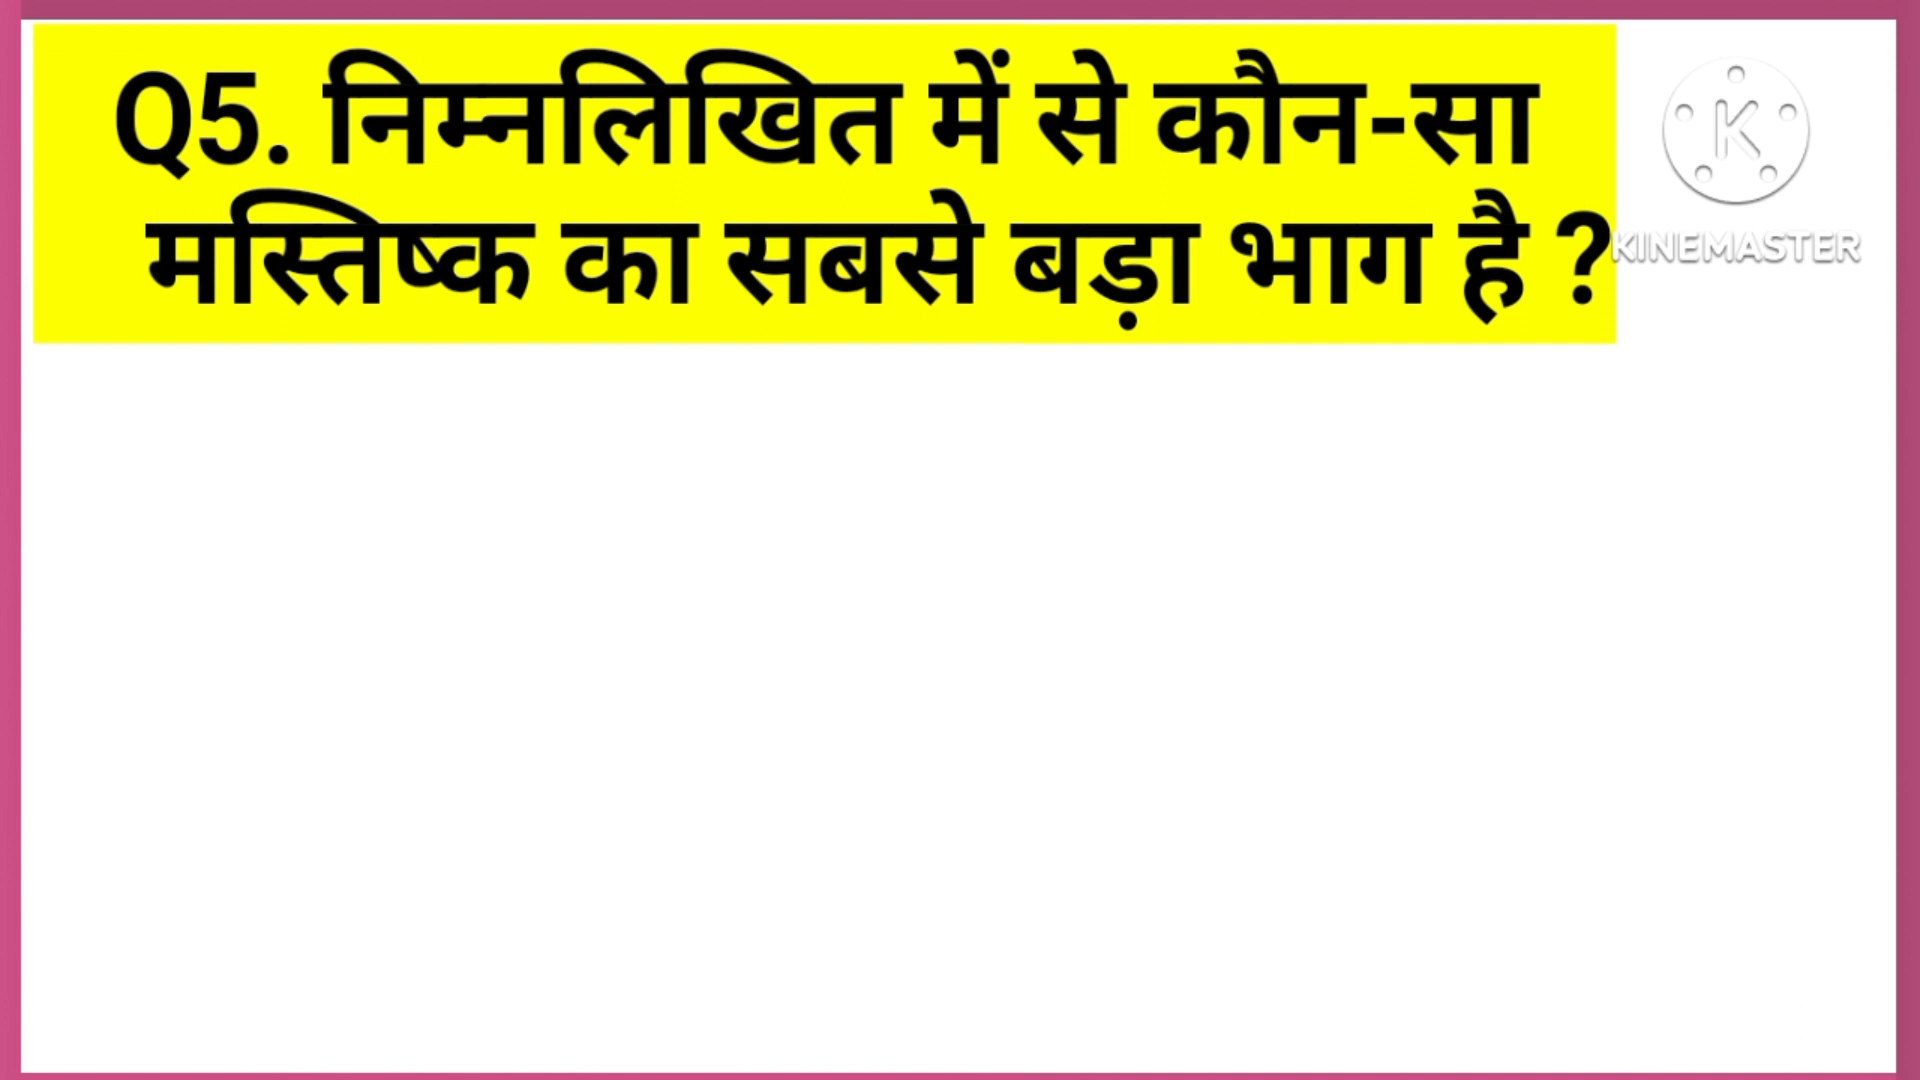 Q5. निम्नलिखित में से कौन-सा
मस्तिष्क का सबसे बड़ा भाग है ?
K
KINEMASTER